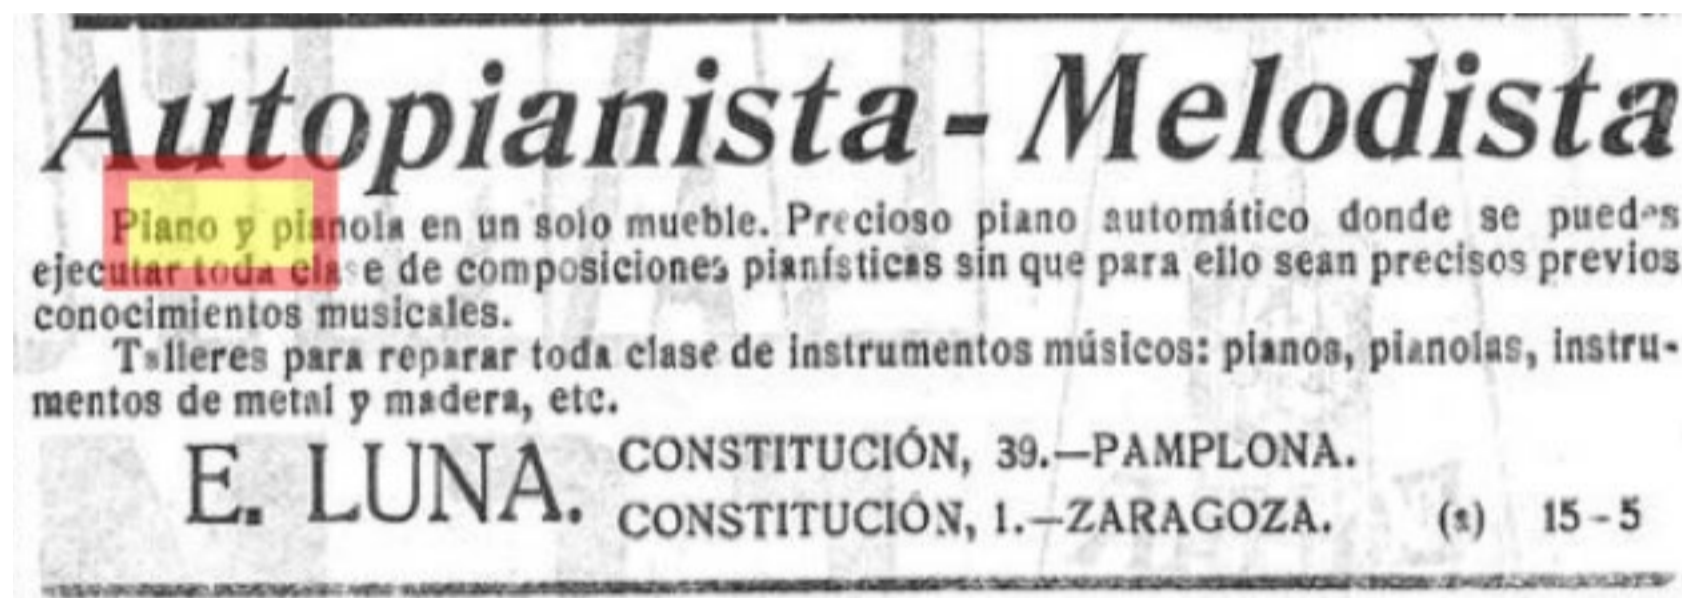 Autopianista - Melodista
Piano y pianola en un solo mueble. Precioso piano automático donde se puedes
ejecutar toda clase de composiciones pianísticas sin que para ello sean precisos previos
conocimientos musicales.
Talleres para reparar toda clase de instrumentos músicos: pianos, pianolas, instru-
mentos de metal y madera, etc.
E. LUNA. CONSTITUCIÓN, 39.—PAMPLONA.
CONSTITUCIÓN, 1.—ZARAGOZA. (a) 15-5